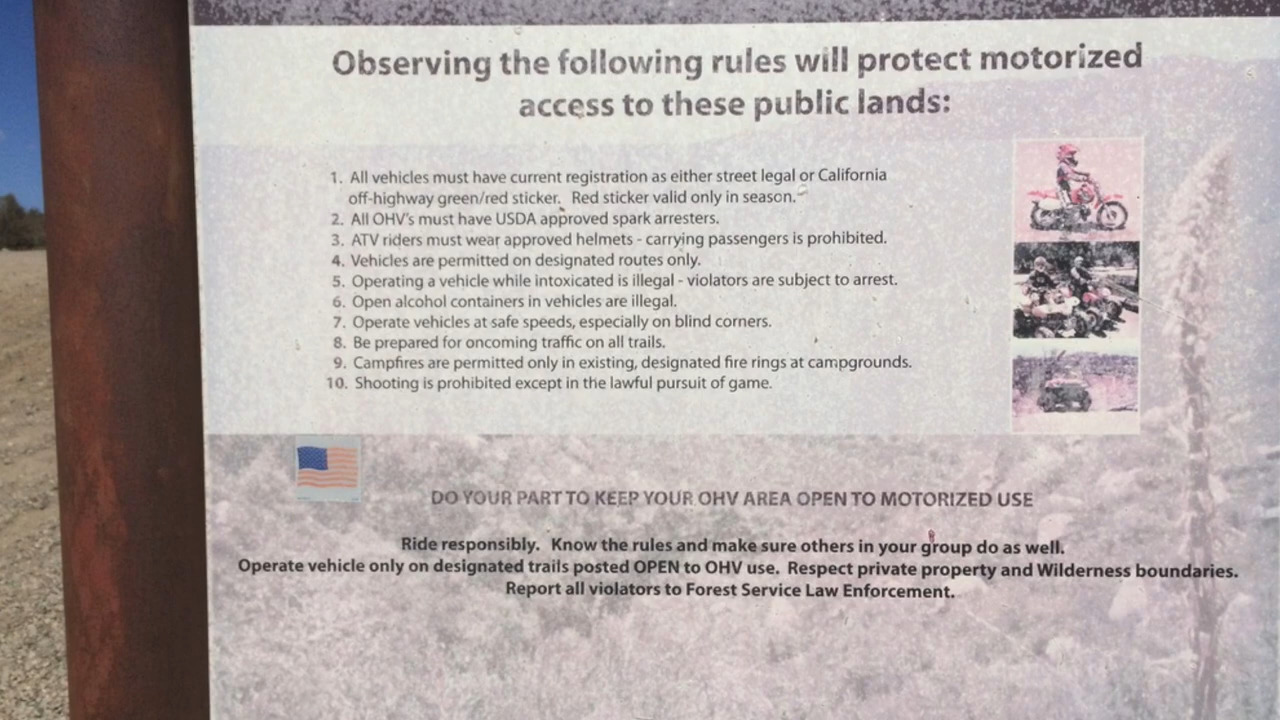 Observing the following rules will protect motorized
access to these public lands:
1. All vehicles must have current registration as either street legal or California
off-highway green/red sticker. Red sticker valid only in season.
2. All OHV's must have USDA approved spark arresters.
3. ATV riders must wear approved helmets - carrying passengers is prohibited.
4. Vehicles are permitted on designated routes only.
5. Operating a vehicle while intoxicated is illegal - violators are subject to arrest.
6. Open alcohol containers in vehicles are illegal.
7. Operate vehicles at safe speeds, especially on blind corners.
8. Be prepared for oncoming traffic on all trails.
9. Campfires are permitted only in existing, designated fire rings at campgrounds.
10. Shooting is prohibited except in the lawful pursuit of game.
DO YOUR PART TO KEEP YOUR OHV AREA OPEN TO MOTORIZED USE
Ride responsibly. Know the rules and make sure others in your group do as well.
Operate vehicle only on designated trails posted OPEN to OHV use. Respect private property and Wilderness boundaries.
Report all violators to Forest Service Law Enforcement.